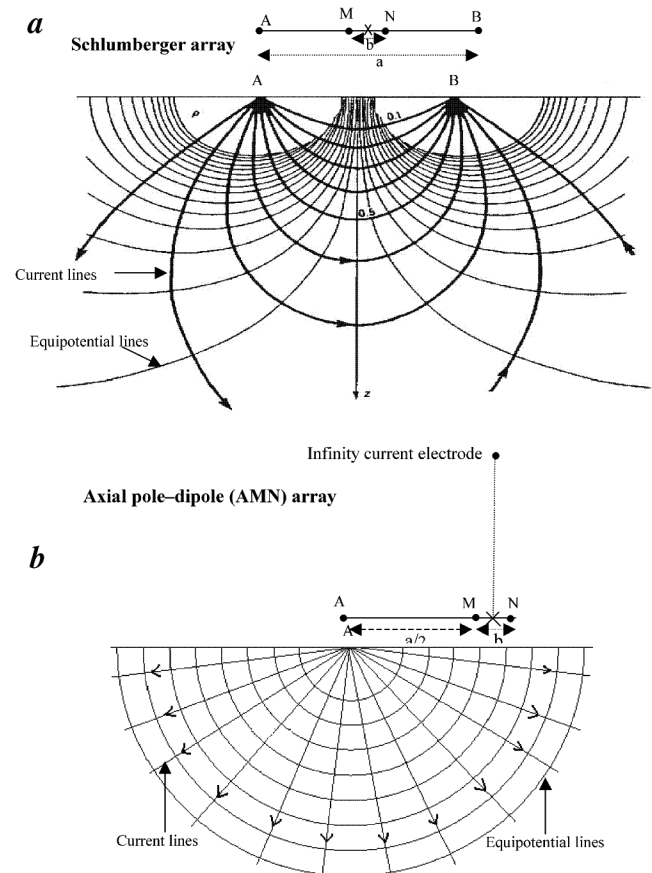 a
A
M
N
B
X
b
Schlumberger array
a
A
B
ρ
0.1
0.5
Current lines
Equipotential lines
z
Infinity current electrode
Axial pole–dipole (AMN) array
b
A
M
N
A
a/2
b
Current lines
Equipotential lines